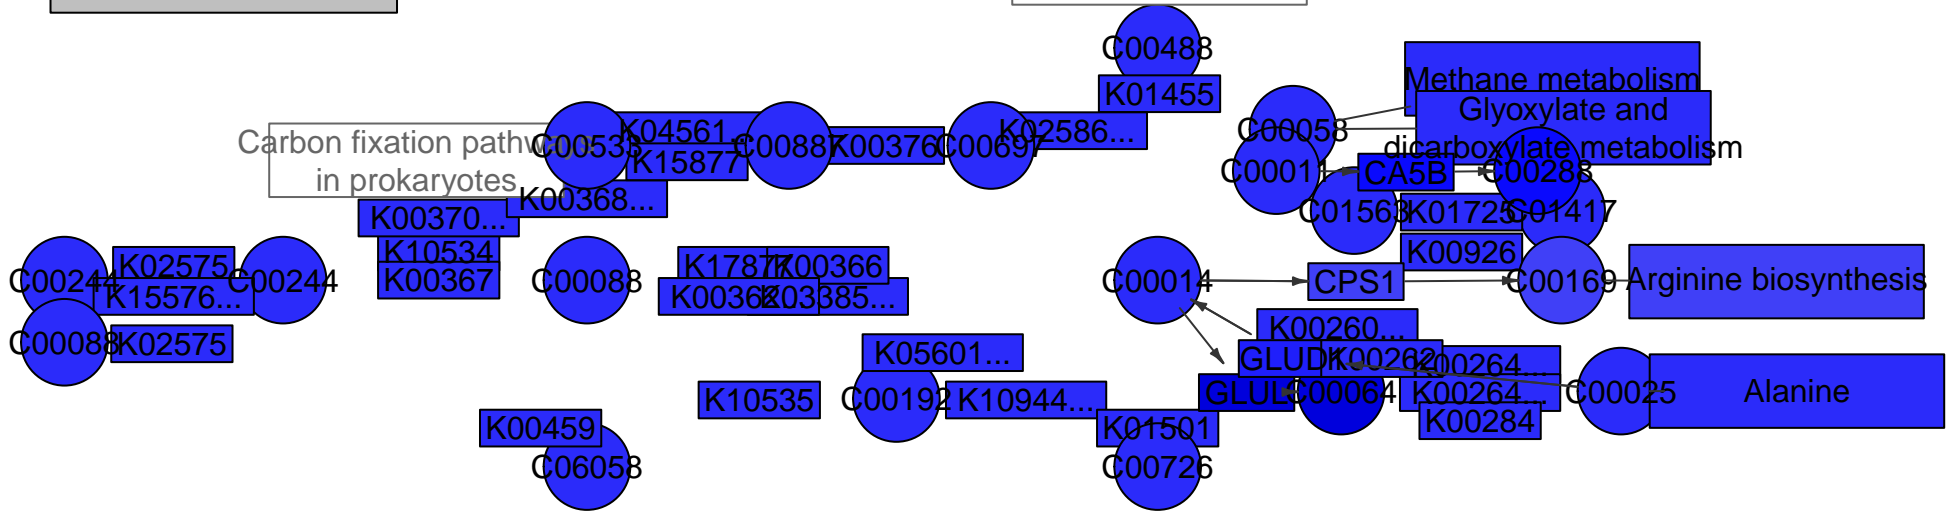 C00488
K01455
Methane metabolism
Glyoxylate and
dicarboxylate metabolism
C00058
Carbon fixation pathways
in prokaryotes
C00533
K04561...
K15877
C00887
K00376
C00697
K02586...
C00011
CA5B
C00288
K00368...
K00370...
C01563
K01725
C01417
K10534
K00367
K00926
C00244
K02575
K15576...
C00244
C00088
K17877
K00366
K00362...
K03385...
C00014
CPS1
C00169
Arginine biosynthesis
C00088
K02575
K00260...
K05601...
K00262
K00264...
K10535
C00192
K10944...
GLUL
C00064
K00264...
C00025
Alanine
K00284
K00459
K01501
C06058
C00726